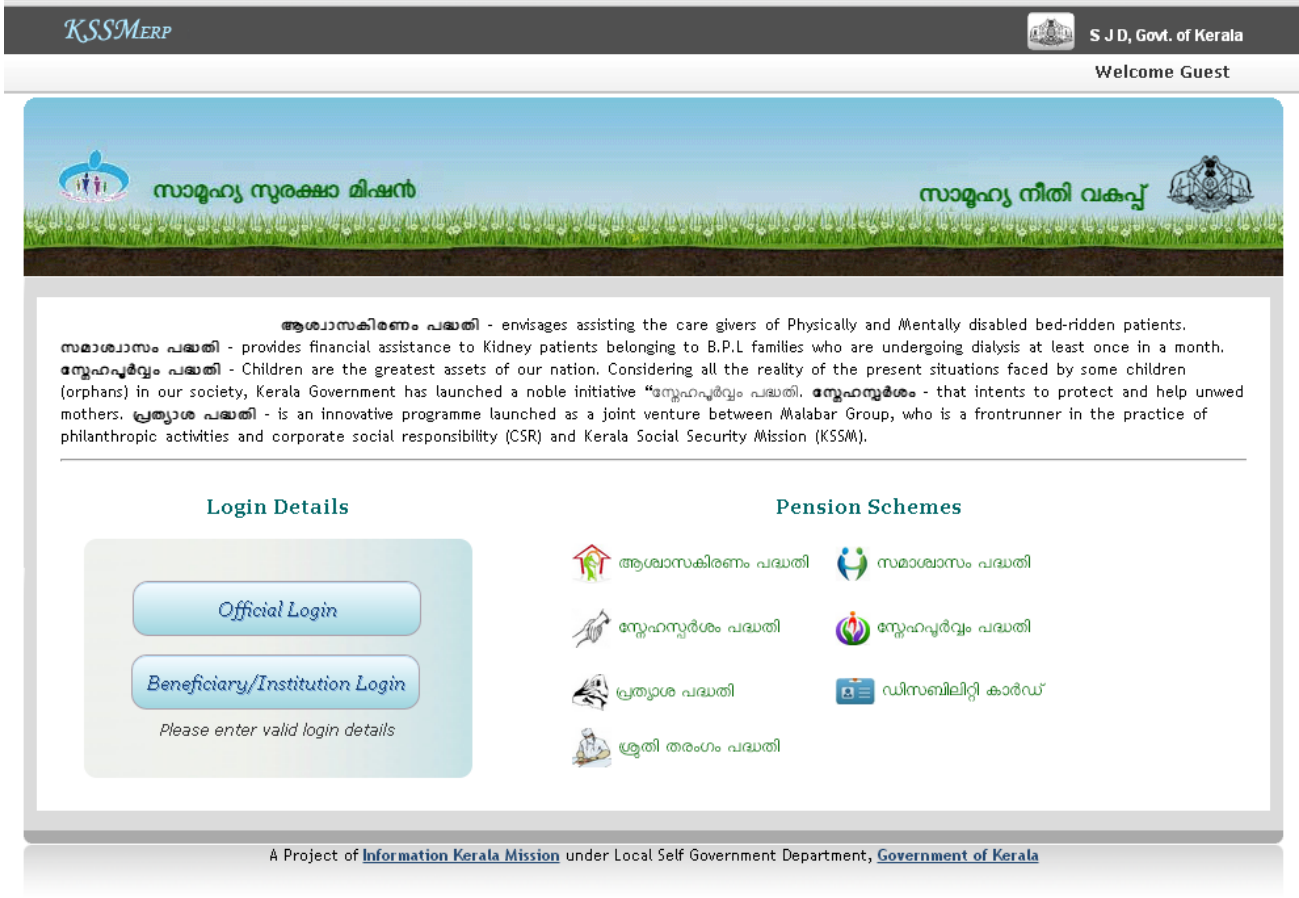 KSSMERP
S J D, Govt. of Kerala
Welcome Guest
സാമൂഹ്യ സുരക്ഷാ മിഷൻ
സാമൂഹ്യ നീതി വകുപ്പ്
ആശ്വാസകിരണം പദ്ധതി - envisages assisting the care givers of Physically and Mentally disabled bed-ridden patients.
സമാശ്വാസം പദ്ധതി - provides financial assistance to Kidney patients belonging to B.P.L families who are undergoing dialysis at least once in a month.
സ്നേഹപൂർവ്വം പദ്ധതി - Children are the greatest assets of our nation. Considering all the reality of the present situations faced by some children
(orphans) in our society, Kerala Government has launched a noble initiative “സ്നേഹപൂർവ്വം പദ്ധതി. സ്നേഹസ്പർശം - that intents to protect and help unwed
mothers. പ്രത്യാശ പദ്ധതി - is an innovative programme launched as a joint venture between Malabar Group, who is a frontrunner in the practice of
philanthropic activities and corporate social responsibility (CSR) and Kerala Social Security Mission (KSSM).
Login Details
Official Login
Beneficiary/Institution Login
Please enter valid login details
Pension Schemes
ആശ്വാസകിരണം പദ്ധതി
സമാശ്വാസം പദ്ധതി
സ്നേഹസ്പർശം പദ്ധതി
സ്നേഹപൂർവ്വം പദ്ധതി
പ്രത്യാശ പദ്ധതി
ഡിസബിലിറ്റി കാർഡ്
ശ്രുതി തരംഗം പദ്ധതി
A Project of Information Kerala Mission under Local Self Government Department, Government of Kerala